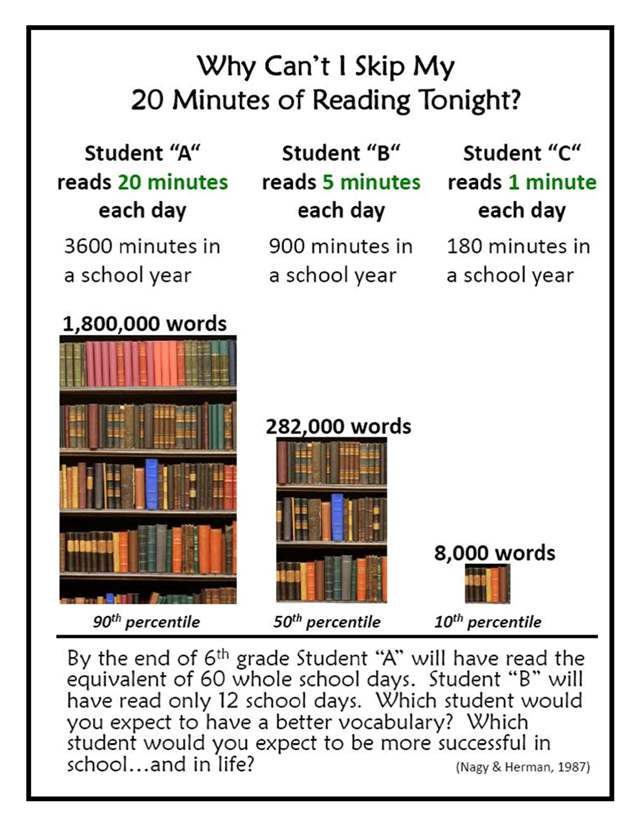 Why Can't I Skip My
20 Minutes of Reading Tonight?
Student "A"
reads 20 minutes
each day
3600 minutes in
a school year
1,800,000 words
90th percentile
Student "B"
reads 5 minutes
each day
900 minutes in
a school year
282,000 words
50th percentile
Student "C"
reads 1 minute
each day
180 minutes in
a school year
8,000 words
10th percentile
By the end of 6th grade Student "A" will have read the
equivalent of 60 whole school days. Student "B" will
have read only 12 school days. Which student would
you expect to have a better vocabulary? Which
student would you expect to be more successful in
school...and in life?
(Nagy & Herman, 1987)